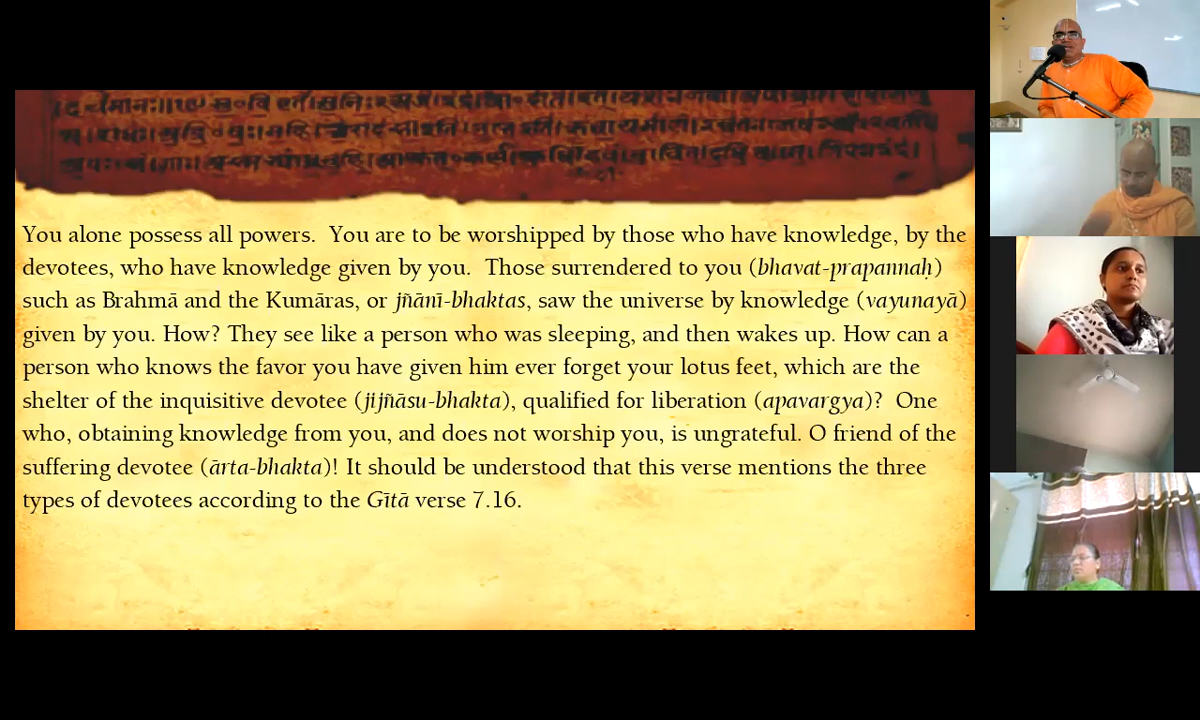 You alone possess all powers.  You are to be worshipped by those who have knowledge, by the
devotees, who have knowledge given by you.  Those surrendered to you (bhavat-prapannaḥ)
such as Brahmā and the Kumāras, or jñānī-bhaktas, saw the universe by knowledge (vayunayā)
given by you. How? They see like a person who was sleeping, and then wakes up. How can a
person who knows the favor you have given him ever forget your lotus feet, which are the
shelter of the inquisitive devotee (jijñāsu-bhakta), qualified for liberation (apavargya)?  One
who, obtaining knowledge from you, and does not worship you, is ungrateful. O friend of the
suffering devotee (ārta-bhakta)! It should be understood that this verse mentions the three
types of devotees according to the Gītā verse 7.16.